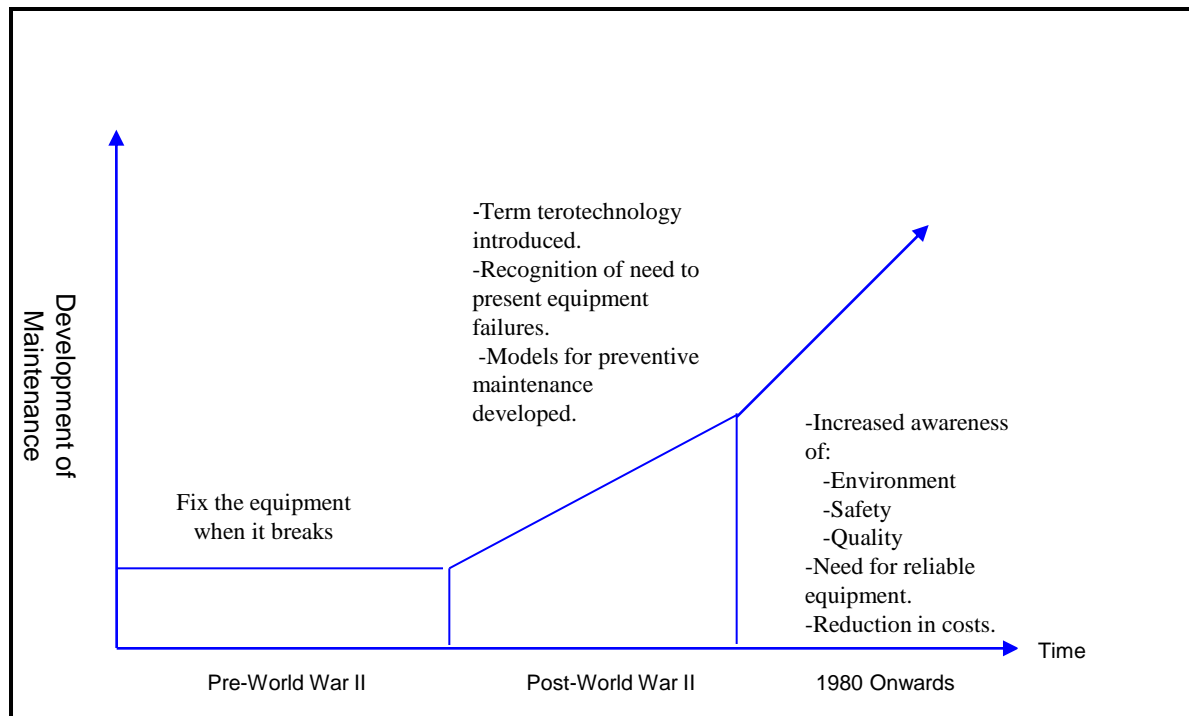 -Term terotechnology
introduced.
-Recognition of need to
present equipment
failures.
-Models for preventive
maintenance
developed.
Development of
Maintenance
-Increased awareness
of:
-Environment
-Safety
-Quality
-Need for reliable
equipment.
-Reduction in costs.
Fix the equipment
when it breaks
Time
Pre-World War II
Post-World War II
1980 Onwards